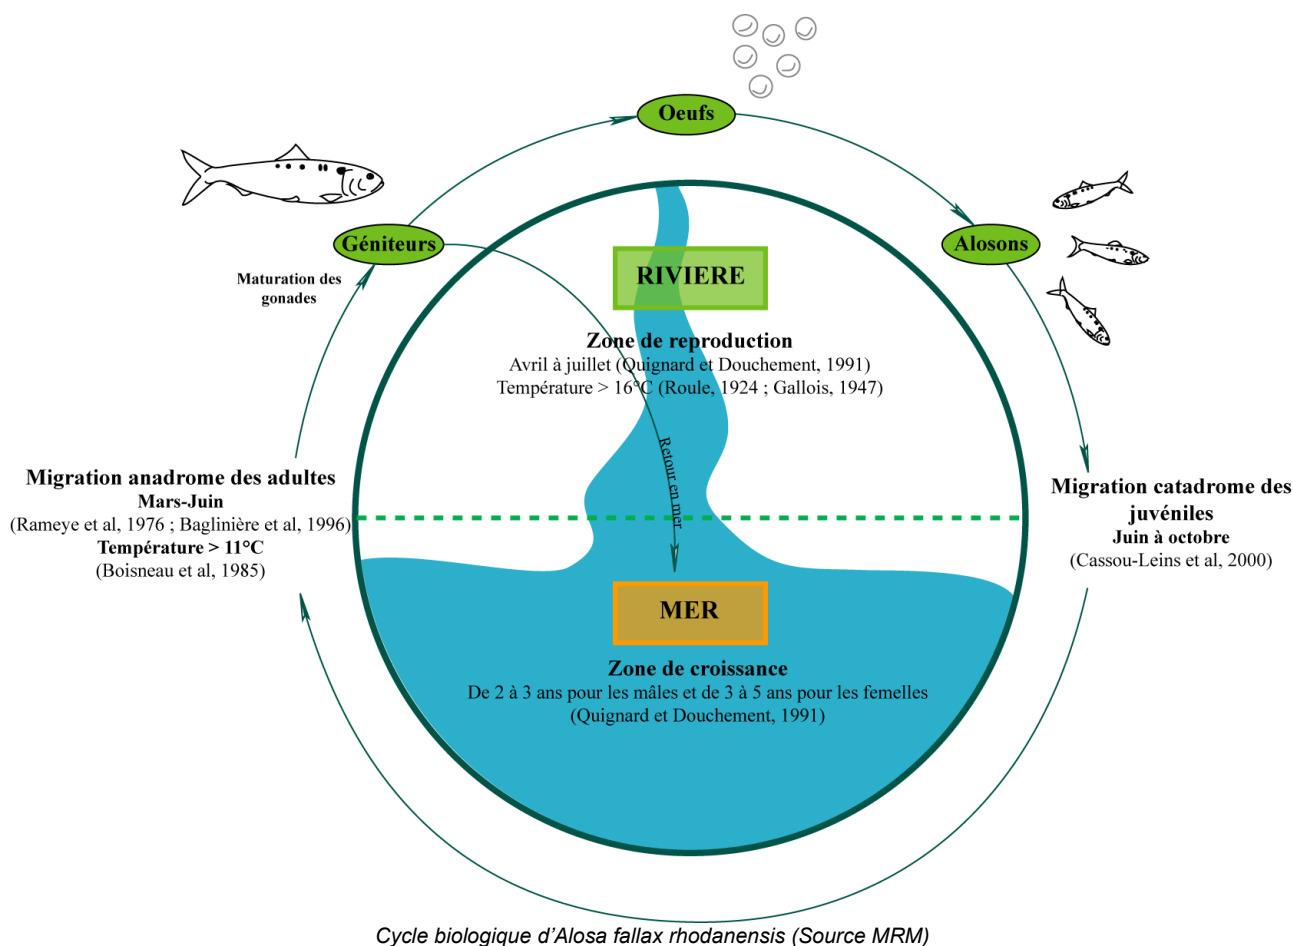 Oeufs
Géniteurs
Alosons
Maturation des
gonades
RIVIERE
Zone de reproduction
Avril à juillet (Quignard et Douchement, 1991)
Température > 16°C (Roule, 1924 ; Gallois, 1947)
Retour en mer
Migration anadrome des adultes
Mars-Juin
(Rameye et al, 1976 ; Baglinière et al, 1996)
Température > 11°C
(Boisneau et al, 1985)
Migration catadrome des
juvéniles
Juin à octobre
(Cassou-Leins et al, 2000)
MER
Zone de croissance
De 2 à 3 ans pour les mâles et de 3 à 5 ans pour les femelles
(Quignard et Douchement, 1991)
Cycle biologique d'Alosa fallax rhodanensis (Source MRM)